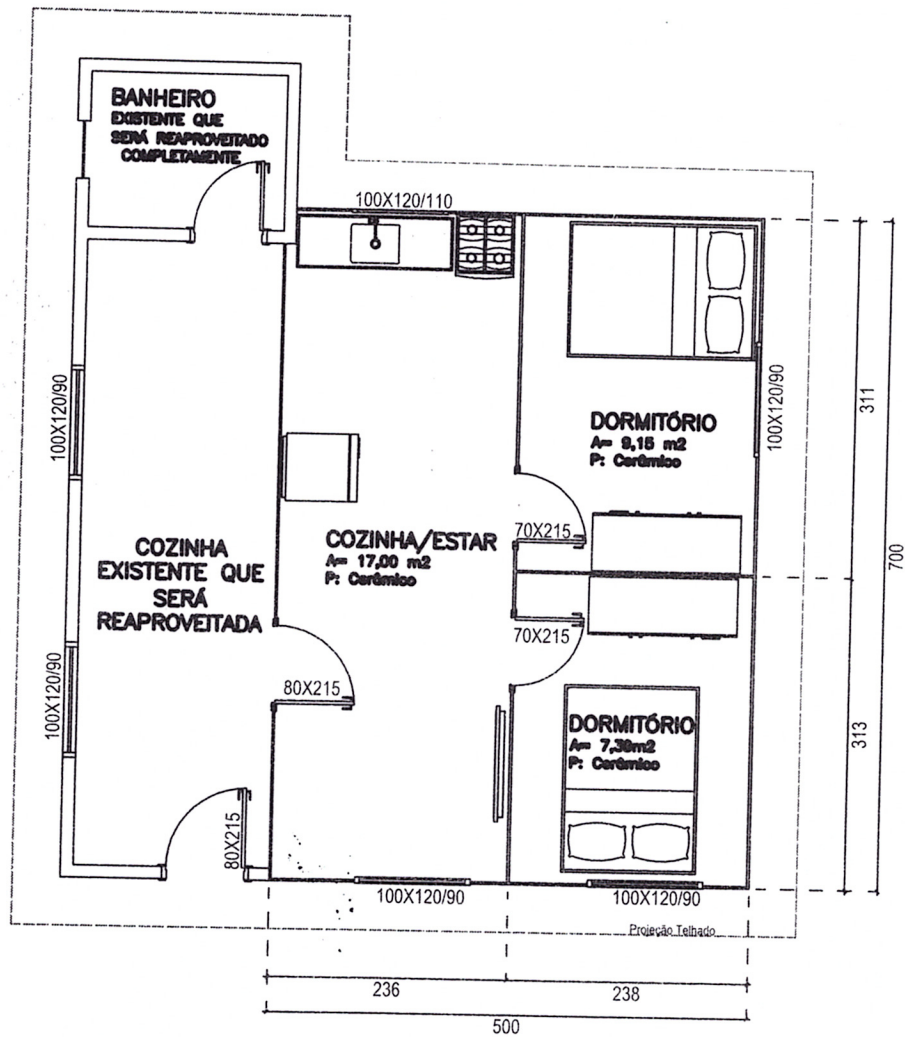 BANHEIRO
EXISTENTE QUE
SERÁ REAPROVEITADO
COMPLETAMENTE
100X120/110
100X120/90
100X120/90
311
DORMITÓRIO
A= 9,15 m2
P: Cerâmico
70X215
COZINHA/ESTAR
A= 17,00 m2
P: Cerâmico
COZINHA
EXISTENTE QUE
SERÁ
REAPROVEITADA
700
70X215
80X215
100X120/90
DORMITÓRIO
A= 7,38m2
P: Cerâmico
313
80X215
100X120/90
100X120/90
Projeção Telhado
236
238
500